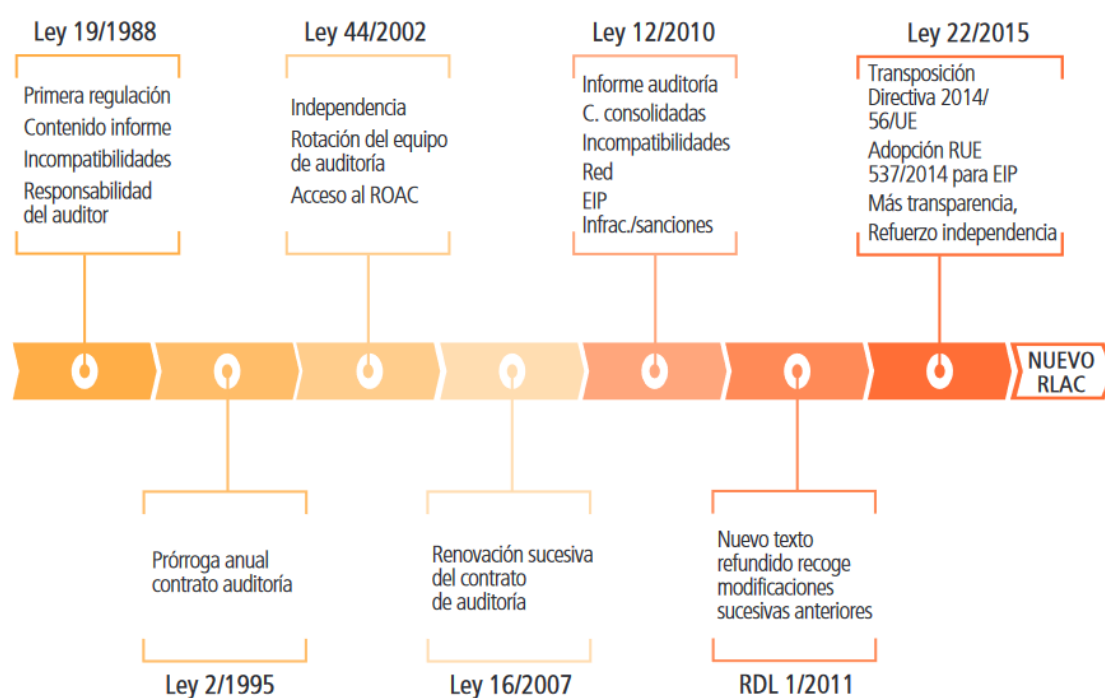 Ley 19/1988
Primera regulación
Contenido informe
Incompatibilidades
Responsabilidad
del auditor
Ley 44/2002
Independencia
Rotación del equipo
de auditoría
Acceso al ROAC
Ley 12/2010
Informe auditoría
C. consolidadas
Incompatibilidades
Red
EIP
Infrac./sanciones
Ley 22/2015
Transposición
Directiva 2014/
56/UE
Adopción RUE
537/2014 para EIP
Más transparencia,
Refuerzo independencia
NUEVO
RLAC
Prórroga anual
contrato auditoría
Ley 2/1995
Renovación sucesiva
del contrato
de auditoría
Ley 16/2007
Nuevo texto
refundido recoge
modificaciones
sucesivas anteriores
RDL 1/2011